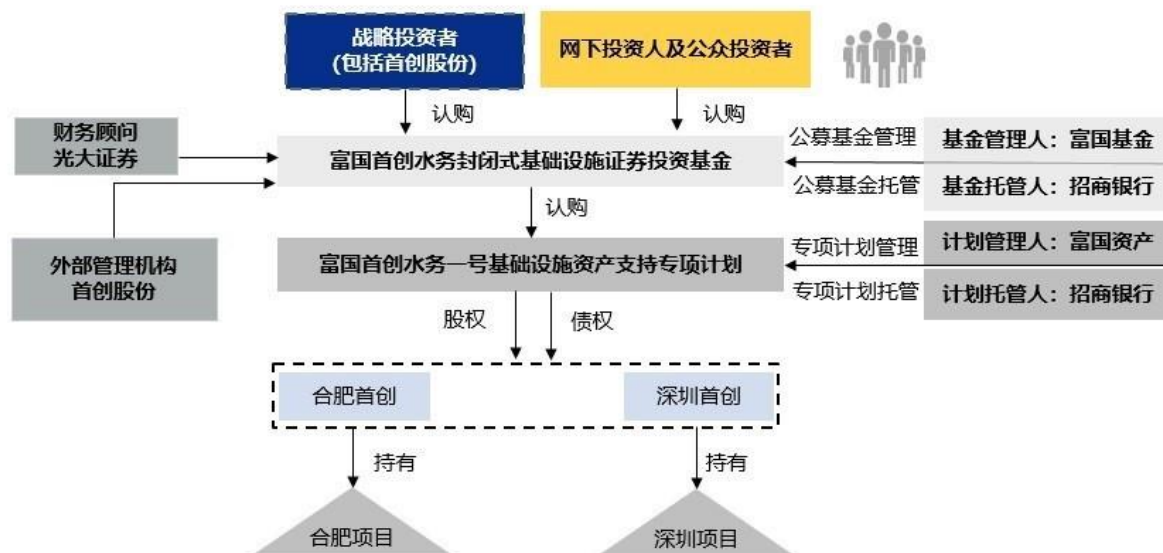 战略投资者
(包括首创股份)
网下投资人及公众投资者
认购
认购
财务顾问
光大证券
富国首创水务封闭式基础设施证券投资基金
公募基金管理
基金管理人：富国基金
公募基金托管
基金托管人：招商银行
认购
外部管理机构
首创股份
富国首创水务一号基础设施资产支持专项计划
专项计划管理
计划管理人：富国资产
专项计划托管
计划托管人：招商银行
股权
债权
合肥首创
深圳首创
持有
持有
合肥项目
深圳项目